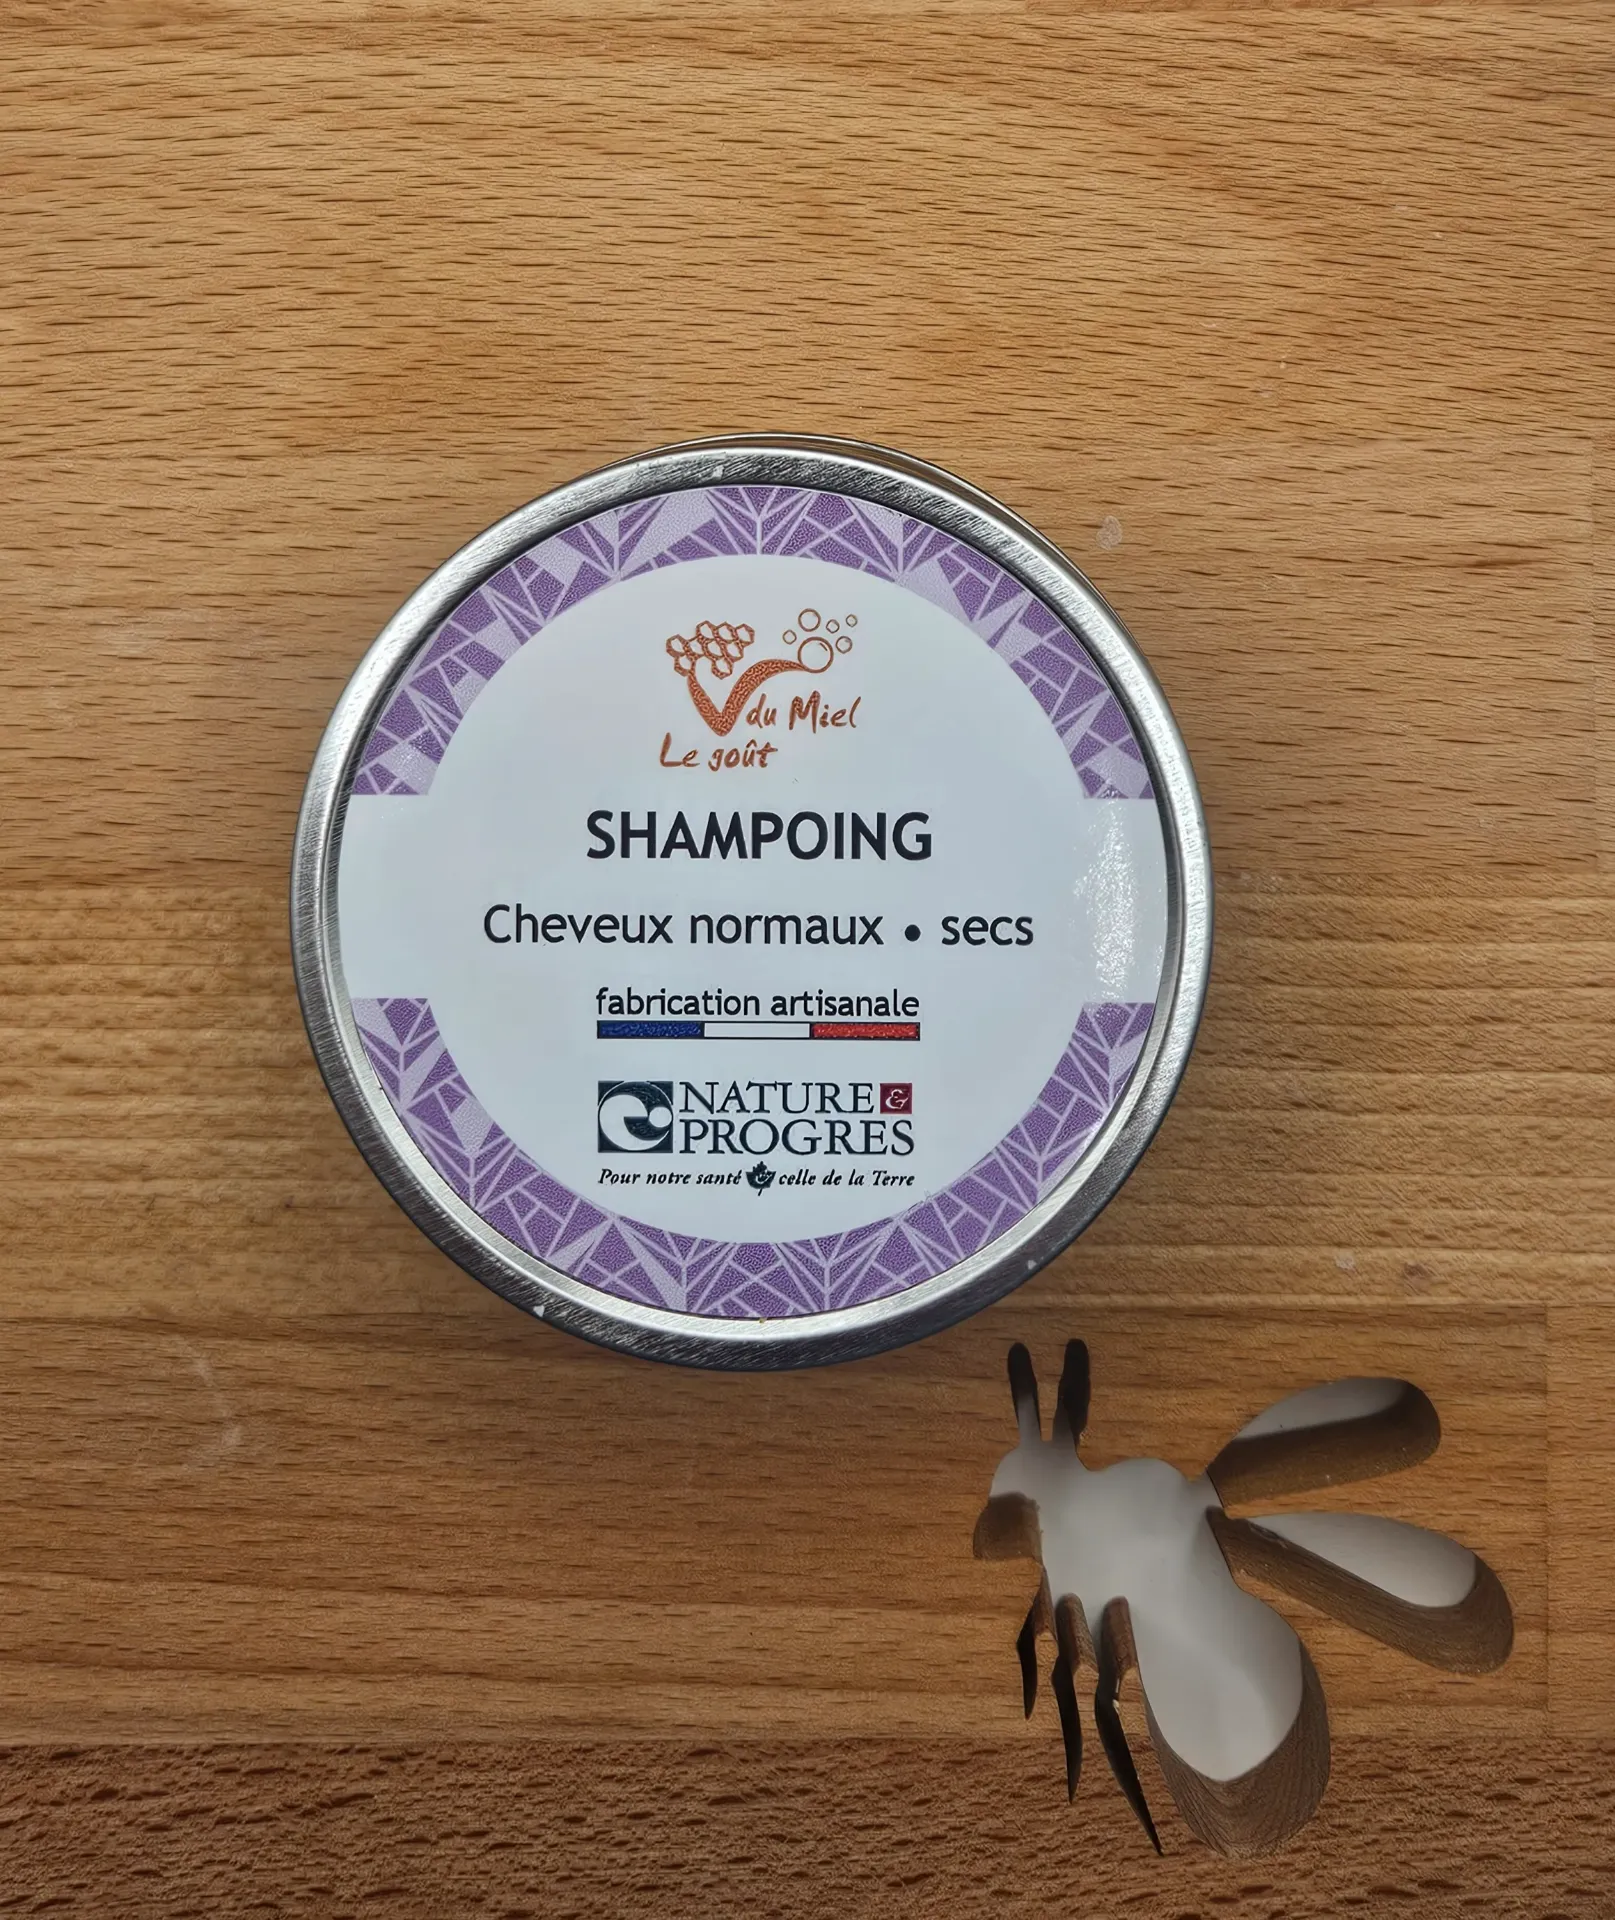 du Miel
Le goût
SHAMPOING
Cheveux normaux • secs
fabrication artisanale
NATURE &
PROGRES
Pour notre santé & celle de la Terre